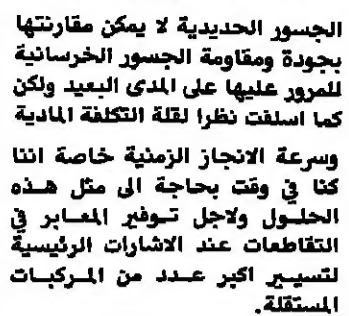 الجسور الحديدية لا يمكن مقارنتها
بجودة ومقاومة الجسور الخرسانية
للمرور عليها على المدى البعيد ولكن
كما اسلفت نظرا لقلة التكلفة المادية
وسرعة الانجاز الزمنية خاصة اننا
كنا في وقت بحاجة الى مثل هذه
الحلول ولاجل توفير المعابر في
التقاطعات عند الاشارات الرئيسية
لتسيير اكبر عدد من المركبات
المستقلة.